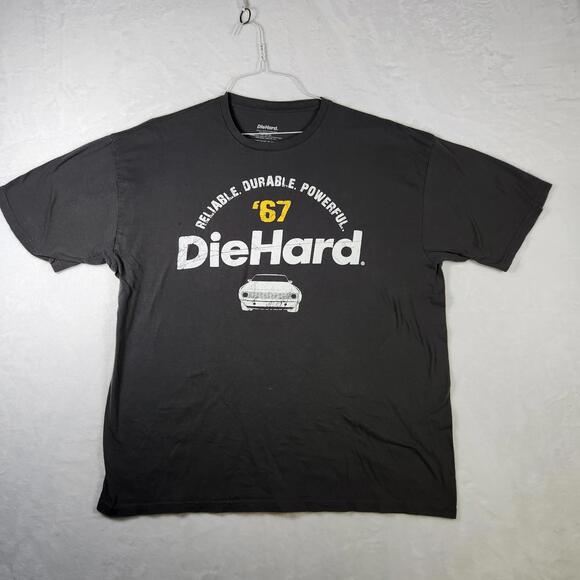 DieHard.
RELIABLE. DURABLE. POWERFUL.
'67
DieHard.